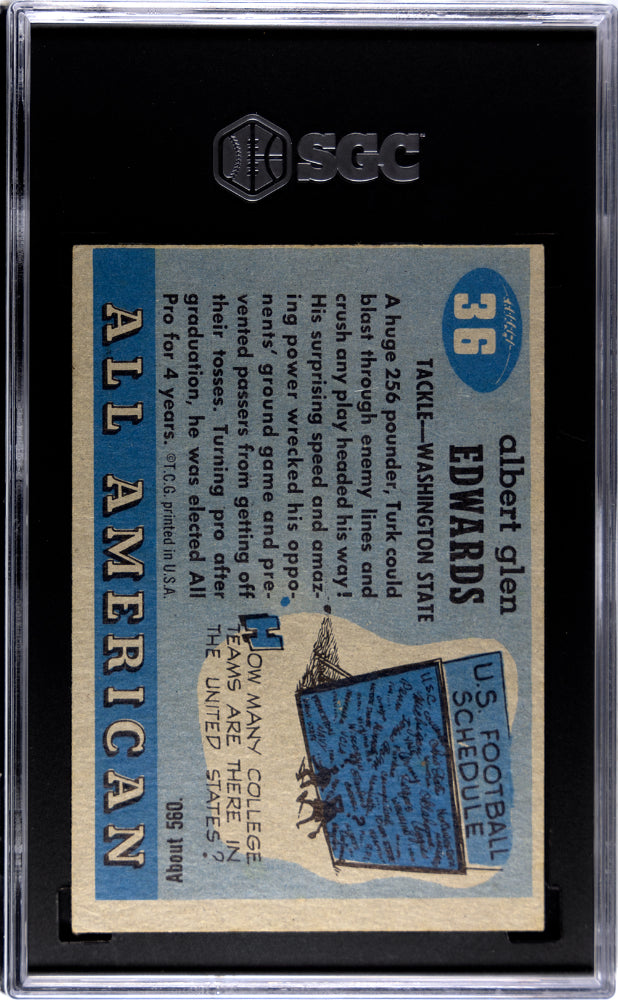 SGC
36
albert glen
EDWARDS
TACKLE—WASHINGTON STATE
A huge 256 pounder, Turk could
blast through enemy lines and
crush any play headed his way!
His surprising speed and amaz-
ing power wrecked his oppo-
nents' ground game and pre-
vented passers from getting off
their tosses. Turning pro after
graduation, he was elected All
Pro for 4 years. ©T.C.G. printed in U.S.A.
U.S. FOOTBALL
SCHEDULE
HOW MANY COLLEGE
TEAMS ARE THERE IN
THE UNITED STATES?
About 560.
ALL AMERICAN